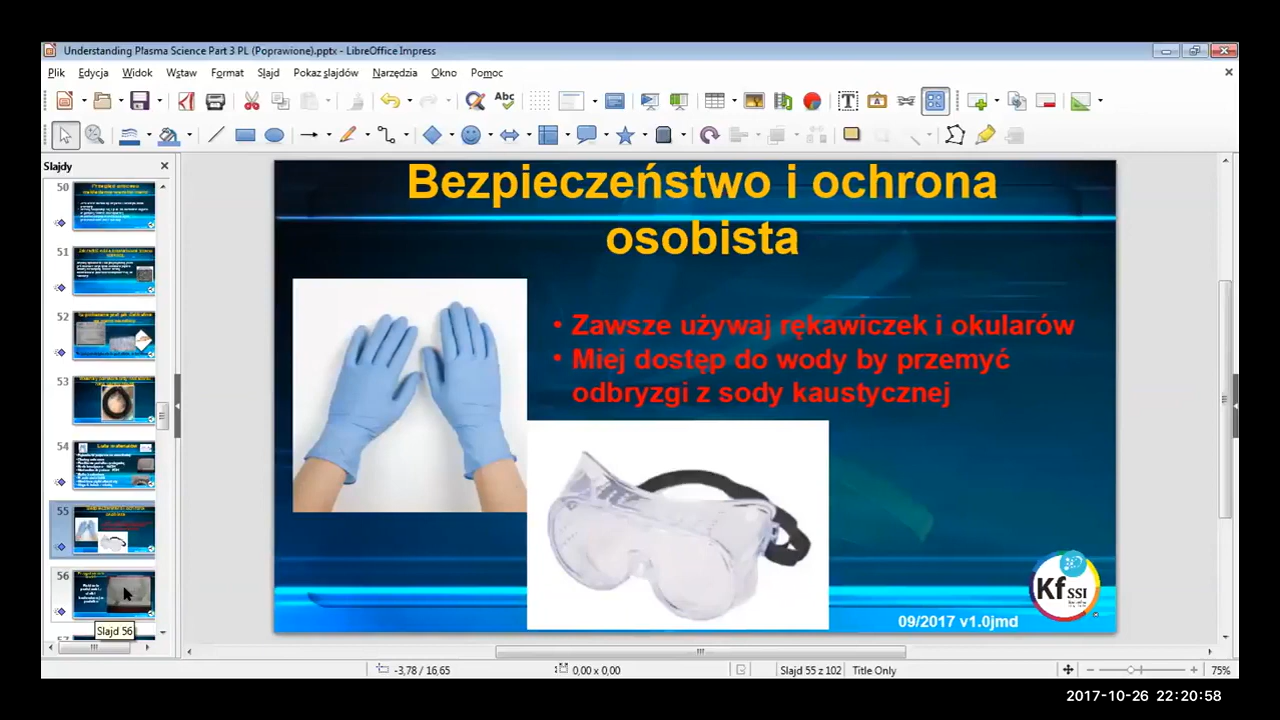 Understanding Plasma Science Part 3 PL (Poprawione).pptx - LibreOffice Impress
Plik Edycja Widok Wstaw Format Slajd Pokaz slajdów Narzędzia Okno Pomoc
Abc
Slajdy
50
51
52
53
54
55
56
Slajd 56
Bezpieczeństwo i ochrona
osobista
• Zawsze używaj rękawiczek i okularów
• Miej dostęp do wody by przemyć
odbryzgi z sody kaustycznej
Kf SSI
09/2017 v1.0jmd
-3,78 / 16,65 0,00 x 0,00 Slajd 55 z 102 Title Only 75%
2017-10-26 22:20:58